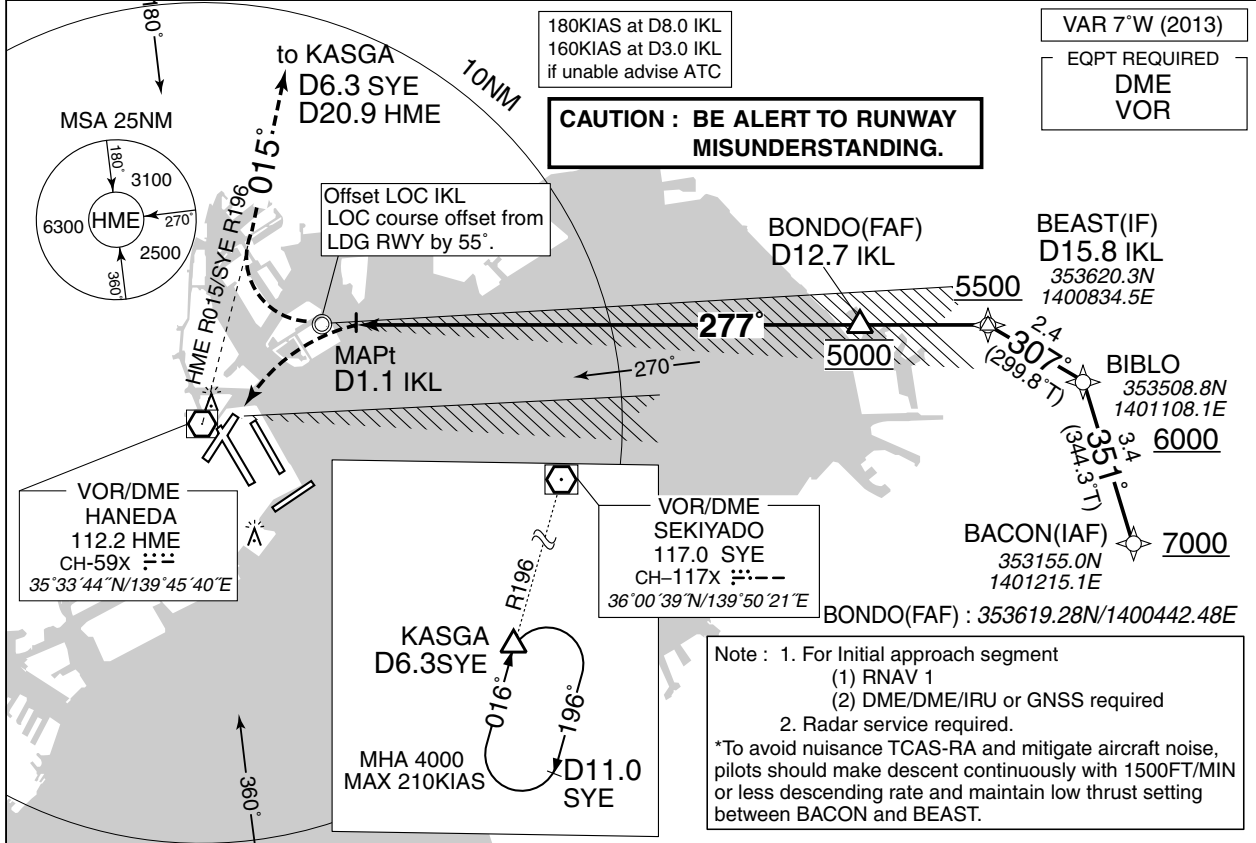 180°
to KASGA
D6.3 SYE
D20.9 HME
015°
10NM
180KIAS at D8.0 IKL
160KIAS at D3.0 IKL
if unable advise ATC
VAR 7°W (2013)
EQPT REQUIRED
DME
VOR
CAUTION : BE ALERT TO RUNWAY
MISUNDERSTANDING.
MSA 25NM
180°
3100
HME
270°
6300
2500
360°
HME R015/SYE R196
Offset LOC IKL
LOC course offset from
LDG RWY by 55°.
BONDO(FAF)
D12.7 IKL
BEAST(IF)
D15.8 IKL
353620.3N
1400834.5E
5500
277°
5000
MAPt
D1.1 IKL
270°
2.4
307°
(299.8°T)
BIBLO
353508.8N
1401108.1E
6000
3.4
351°
(344.3°T)
BACON(IAF)
353155.0N
1401215.1E
7000
VOR/DME
HANEDA
112.2 HME
CH-59X
35°33´44˝N/139°45´40˝E
VOR/DME
SEKIYADO
117.0 SYE
CH–117X
36°00´39˝N/139°50´21˝E
R196
KASGA
D6.3SYE
016°
196°
MHA 4000
MAX 210KIAS
D11.0
SYE
360°
BONDO(FAF) : 353619.28N/1400442.48E
Note : 1. For Initial approach segment
(1) RNAV 1
(2) DME/DME/IRU or GNSS required
2. Radar service required.
*To avoid nuisance TCAS-RA and mitigate aircraft noise,
pilots should make descent continuously with 1500FT/MIN
or less descending rate and maintain low thrust setting
between BACON and BEAST.